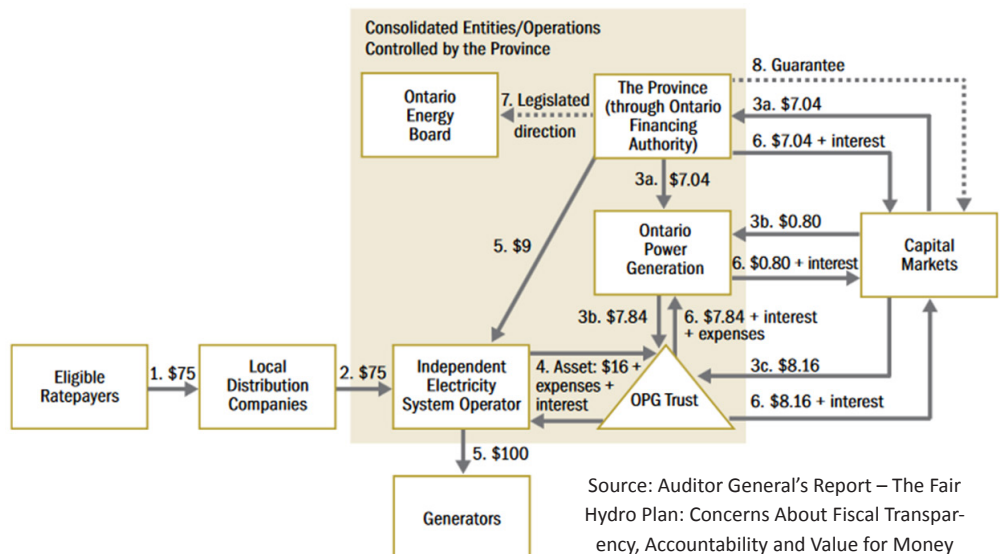 Consolidated Entities/Operations
Controlled by the Province
8. Guarantee
Ontario
Energy
Board
7. Legislated
direction
The Province
(through Ontario
Financing
Authority)
3a. $7.04
6. $7.04 + interest
3a. $7.04
5. $9
Ontario
Power
Generation
3b. $0.80
6. $0.80 + interest
Capital
Markets
3b. $7.84
6. $7.84 + interest
+ expenses
Eligible
Ratepayers
1. $75
Local
Distribution
Companies
2. $75
Independent
Electricity
System Operator
4. Asset: $16 +
expenses +
interest
OPG Trust
3c. $8.16
6. $8.16 + interest
5. $100
Generators
Source: Auditor General’s Report – The Fair
Hydro Plan: Concerns About Fiscal Transpar-
ency, Accountability and Value for Money